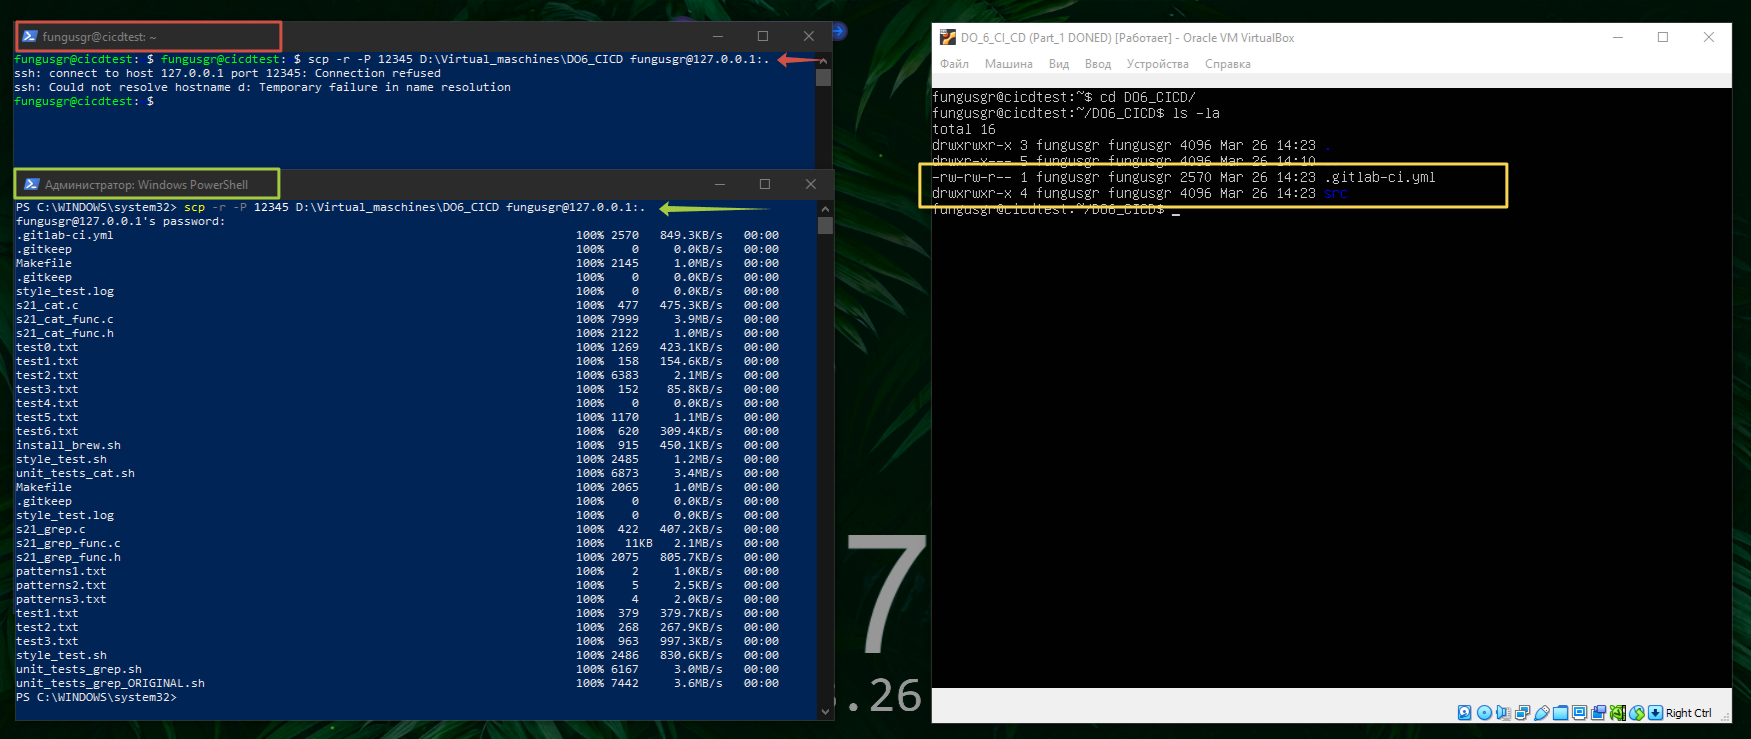 fungusgr@cicdtest: ~
fungusgr@cicdtest: $ fungusgr@cicdtest: $ scp -r -P 12345 D:\Virtual_maschines\DO6_CICD fungusgr@127.0.0.1:.
ssh: connect to host 127.0.0.1 port 12345: Connection refused
ssh: Could not resolve hostname d: Temporary failure in name resolution
fungusgr@cicdtest: $
Администратор: Windows PowerShell
PS C:\WINDOWS\system32> scp -r -P 12345 D:\Virtual_maschines\DO6_CICD fungusgr@127.0.0.1:.
fungusgr@127.0.0.1's password:
.gitlab-ci.yml 100% 2570 849.3KB/s 00:00
.gitkeep 100% 0 0.0KB/s 00:00
Makefile 100% 2145 1.0MB/s 00:00
.gitkeep 100% 0 0.0KB/s 00:00
style_test.log 100% 0 0.0KB/s 00:00
s21_cat.c 100% 477 475.3KB/s 00:00
s21_cat_func.c 100% 7999 3.9MB/s 00:00
s21_cat_func.h 100% 2122 1.0MB/s 00:00
test0.txt 100% 1269 423.1KB/s 00:00
test1.txt 100% 158 154.6KB/s 00:00
test2.txt 100% 6383 2.1MB/s 00:00
test3.txt 100% 152 85.8KB/s 00:00
test4.txt 100% 0 0.0KB/s 00:00
test5.txt 100% 1170 1.1MB/s 00:00
test6.txt 100% 620 309.4KB/s 00:00
install_brew.sh 100% 915 450.1KB/s 00:00
style_test.sh 100% 2485 1.2MB/s 00:00
unit_tests_cat.sh 100% 6873 3.4MB/s 00:00
Makefile 100% 2065 1.0MB/s 00:00
.gitkeep 100% 0 0.0KB/s 00:00
style_test.log 100% 0 0.0KB/s 00:00
s21_grep.c 100% 422 407.2KB/s 00:00
s21_grep_func.c 100% 11KB 2.1MB/s 00:00
s21_grep_func.h 100% 2075 805.7KB/s 00:00
patterns1.txt 100% 2 1.0KB/s 00:00
patterns2.txt 100% 5 2.5KB/s 00:00
patterns3.txt 100% 4 2.0KB/s 00:00
test1.txt 100% 379 379.7KB/s 00:00
test2.txt 100% 268 267.9KB/s 00:00
test3.txt 100% 963 997.3KB/s 00:00
style_test.sh 100% 2486 830.6KB/s 00:00
unit_tests_grep.sh 100% 6167 3.0MB/s 00:00
unit_tests_grep_ORIGINAL.sh 100% 7442 3.6MB/s 00:00
PS C:\WINDOWS\system32>
7
.26
DO_6_CI_CD (Part_1 DONED) [Работает] - Oracle VM VirtualBox
Файл Машина Вид Ввод Устройства Справка
fungusgr@cicdtest:~$ cd DO6_CICD/
fungusgr@cicdtest:~/DO6_CICD$ ls -la
total 16
drwxrwxr-x 3 fungusgr fungusgr 4096 Mar 26 14:23 .
drwxr-x--- 5 fungusgr fungusgr 4096 Mar 26 14:10
-rw-rw-r-- 1 fungusgr fungusgr 2570 Mar 26 14:23 .gitlab-ci.yml
drwxrwxr-x 4 fungusgr fungusgr 4096 Mar 26 14:23 src
fungusgr@cicdtest:~/DO6_CICD$ _
Right Ctrl